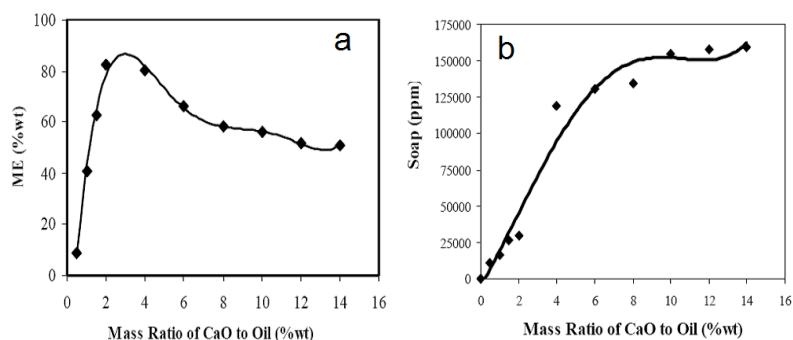 a
ME (%wt)
100
80
60
40
20
0
0 2 4 6 8 10 12 14 16
Mass Ratio of CaO to Oil (%wt)
b
Soap (ppm)
175000
150000
125000
100000
75000
50000
25000
0
0 2 4 6 8 10 12 14 16
Mass Ratio of CaO to Oil (%wt)